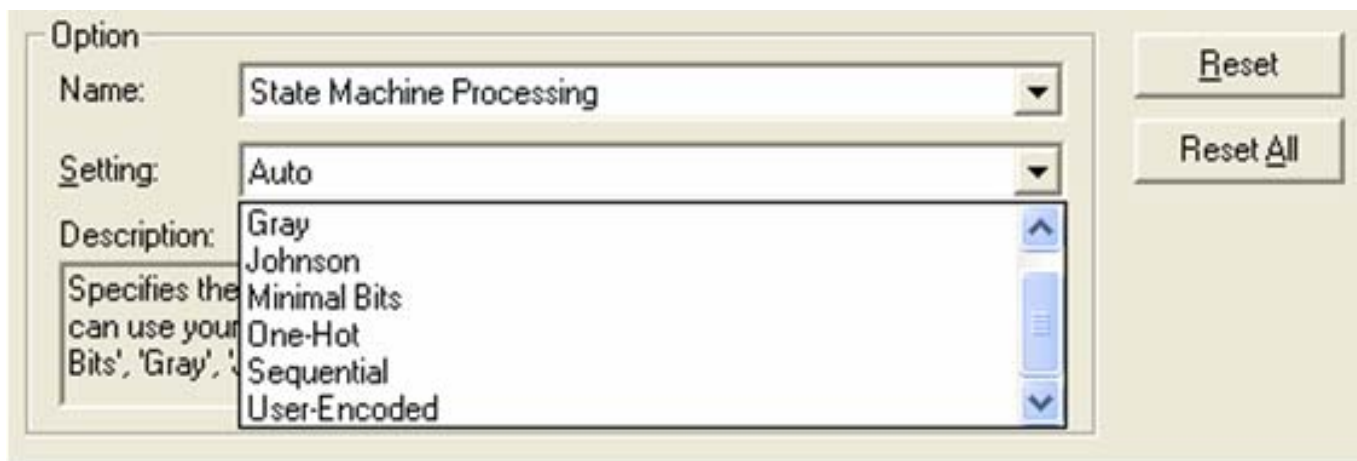 Option
Name: State Machine Processing
Setting: Auto
Description:
Specifies the
can use your
Bits', 'Gray', '
Gray
Johnson
Minimal Bits
One-Hot
Sequential
User-Encoded
Reset
Reset All